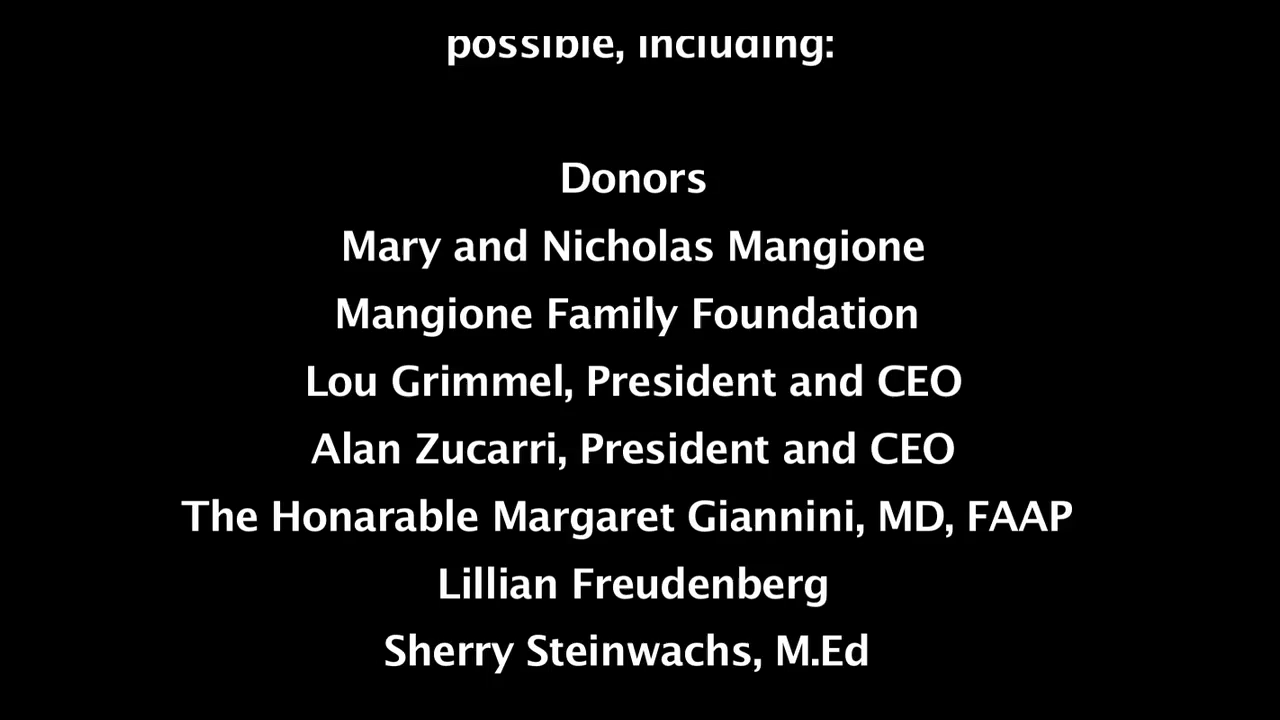 possible, including:
Donors
Mary and Nicholas Mangione
Mangione Family Foundation
Lou Grimmel, President and CEO
Alan Zucarri, President and CEO
The Honarable Margaret Giannini, MD, FAAP
Lillian Freudenberg
Sherry Steinwachs, M.Ed